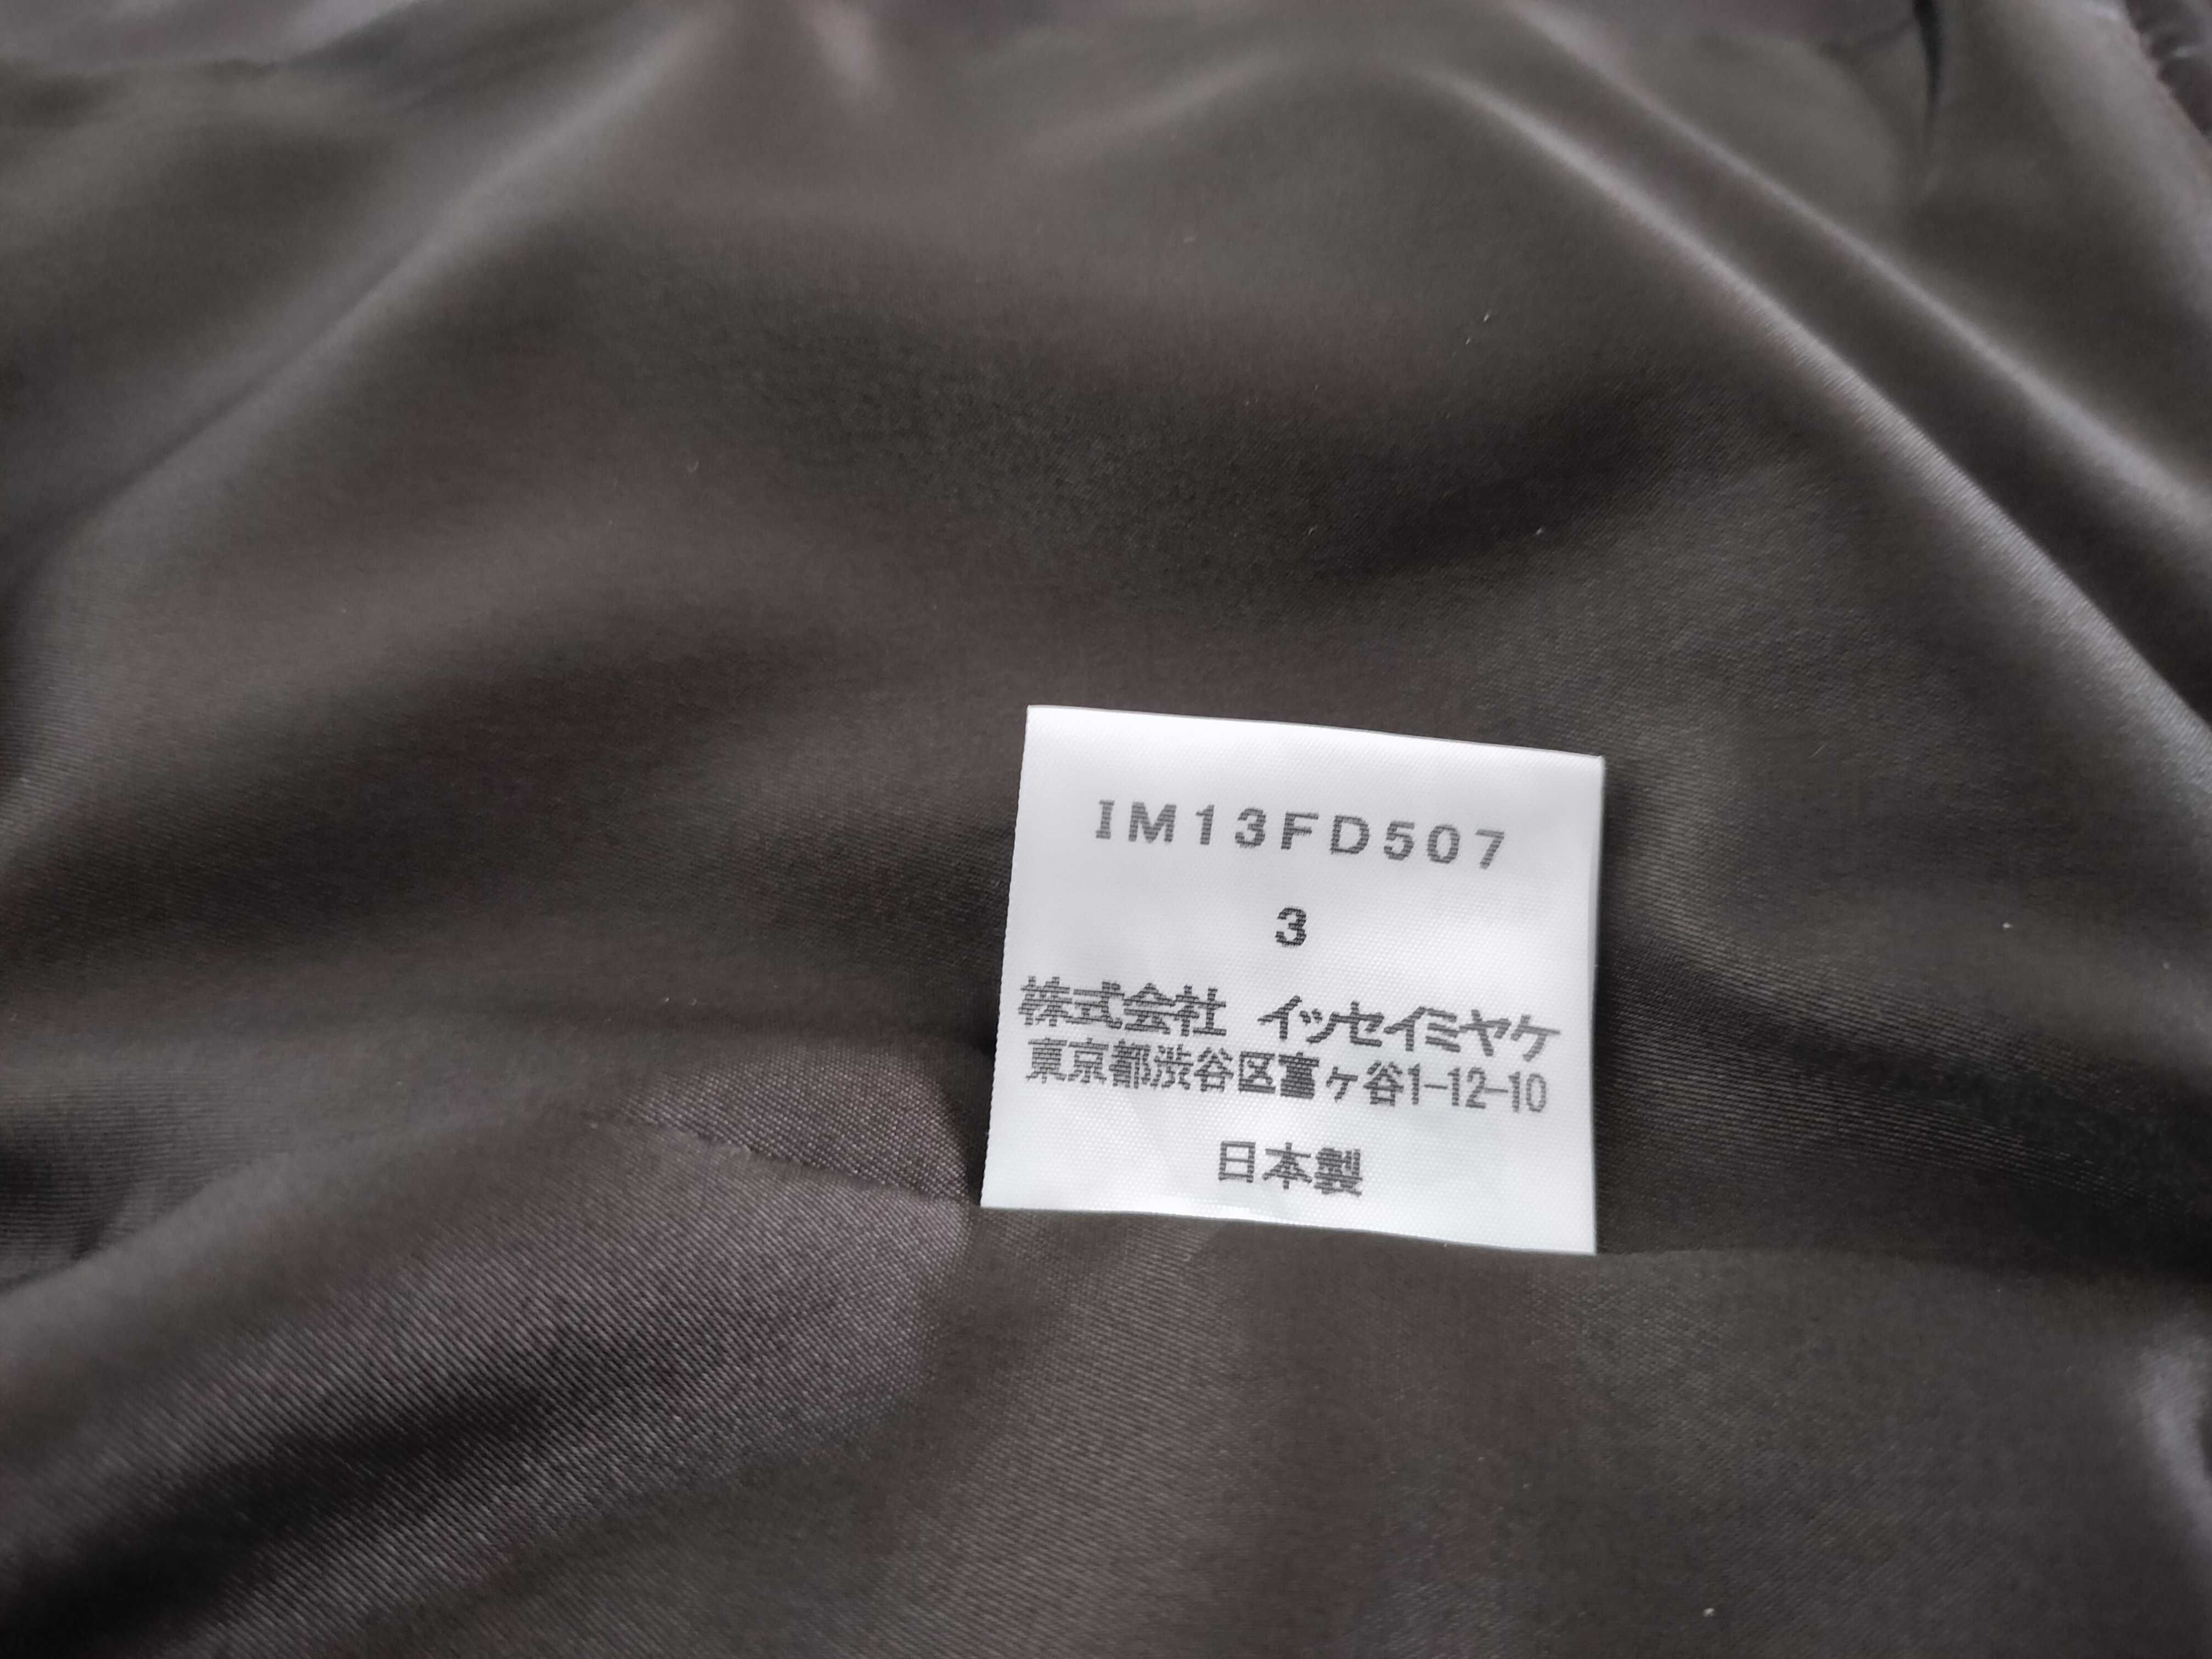 IM13FD507
3
株式会社 イッセイミヤケ
東京都渋谷区富ヶ谷1-12-10
日本製